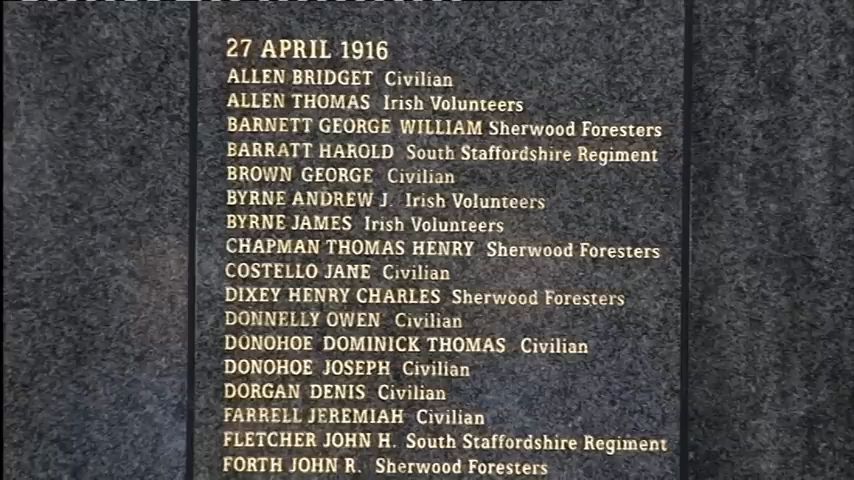 27 APRIL 1916
ALLEN BRIDGET Civilian
ALLEN THOMAS Irish Volunteers
BARNETT GEORGE WILLIAM Sherwood Foresters
BARRATT HAROLD South Staffordshire Regiment
BROWN GEORGE Civilian
BYRNE ANDREW J. Irish Volunteers
BYRNE JAMES Irish Volunteers
CHAPMAN THOMAS HENRY Sherwood Foresters
COSTELLO JANE Civilian
DIXEY HENRY CHARLES Sherwood Foresters
DONNELLY OWEN Civilian
DONOHOE DOMINICK THOMAS Civilian
DONOHOE JOSEPH Civilian
DORGAN DENIS Civilian
FARRELL JEREMIAH Civilian
FLETCHER JOHN H. South Staffordshire Regiment
FORTH JOHN R. Sherwood Foresters